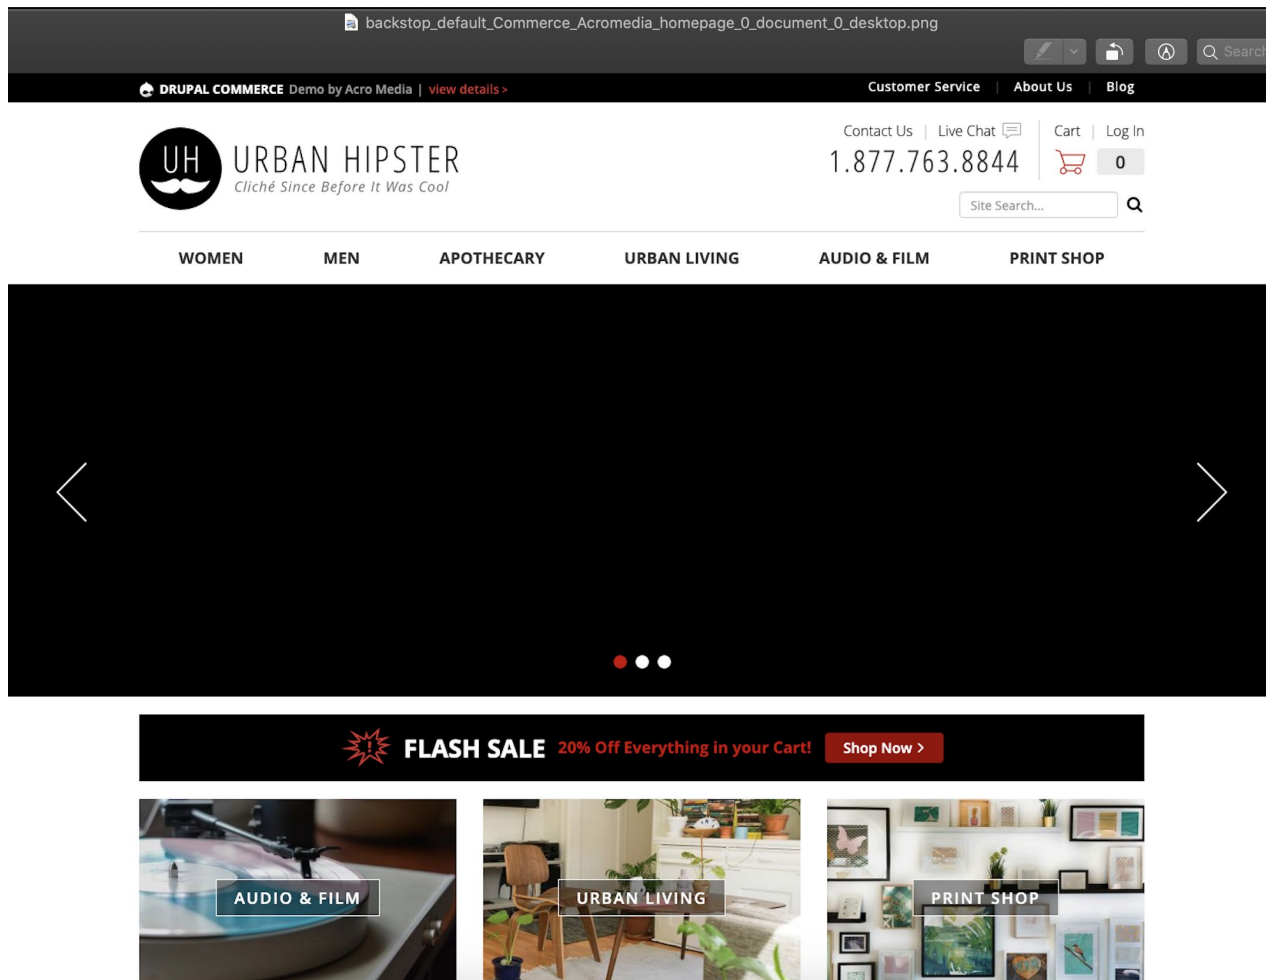 backstop_default_Commerce_Acromedia_homepage_0_document_0_desktop.png
Search
DRUPAL COMMERCE Demo by Acro Media | view details >
Customer Service | About Us | Blog
Contact Us | Live Chat
Cart | Log In
UH URBAN HIPSTER
Cliché Since Before It Was Cool
1.877.763.8844
0
Site Search...
WOMEN MEN APOTHECARY URBAN LIVING AUDIO & FILM PRINT SHOP
! FLASH SALE 20% Off Everything in your Cart! Shop Now >
AUDIO & FILM
URBAN LIVING
PRINT SHOP